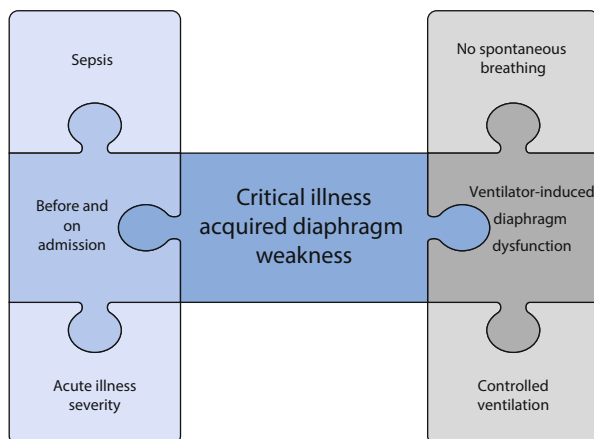 Sepsis
No spontaneous
breathing
Before and
on
admission
Critical illness
acquired diaphragm
weakness
Ventilator-induced
diaphragm
dysfunction
Acute illness
severity
Controlled
ventilation